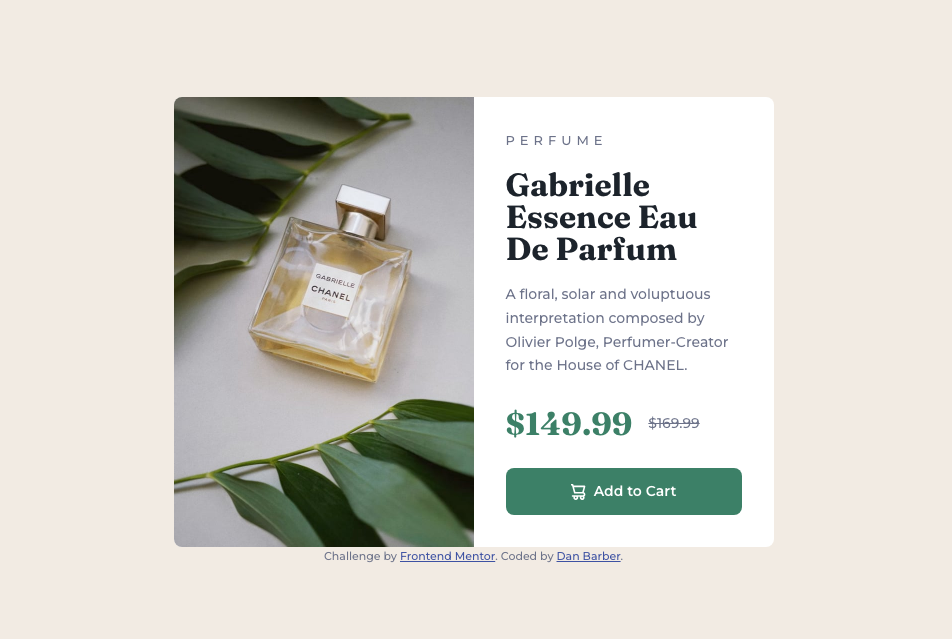 GABRIELLE
CHANEL
PARIS
PERFUME
Gabrielle
Essence Eau
De Parfum
A floral, solar and voluptuous
interpretation composed by
Olivier Polge, Perfumer-Creator
for the House of CHANEL.
$149.99 $169.99
Add to Cart
Challenge by Frontend Mentor. Coded by Dan Barber.